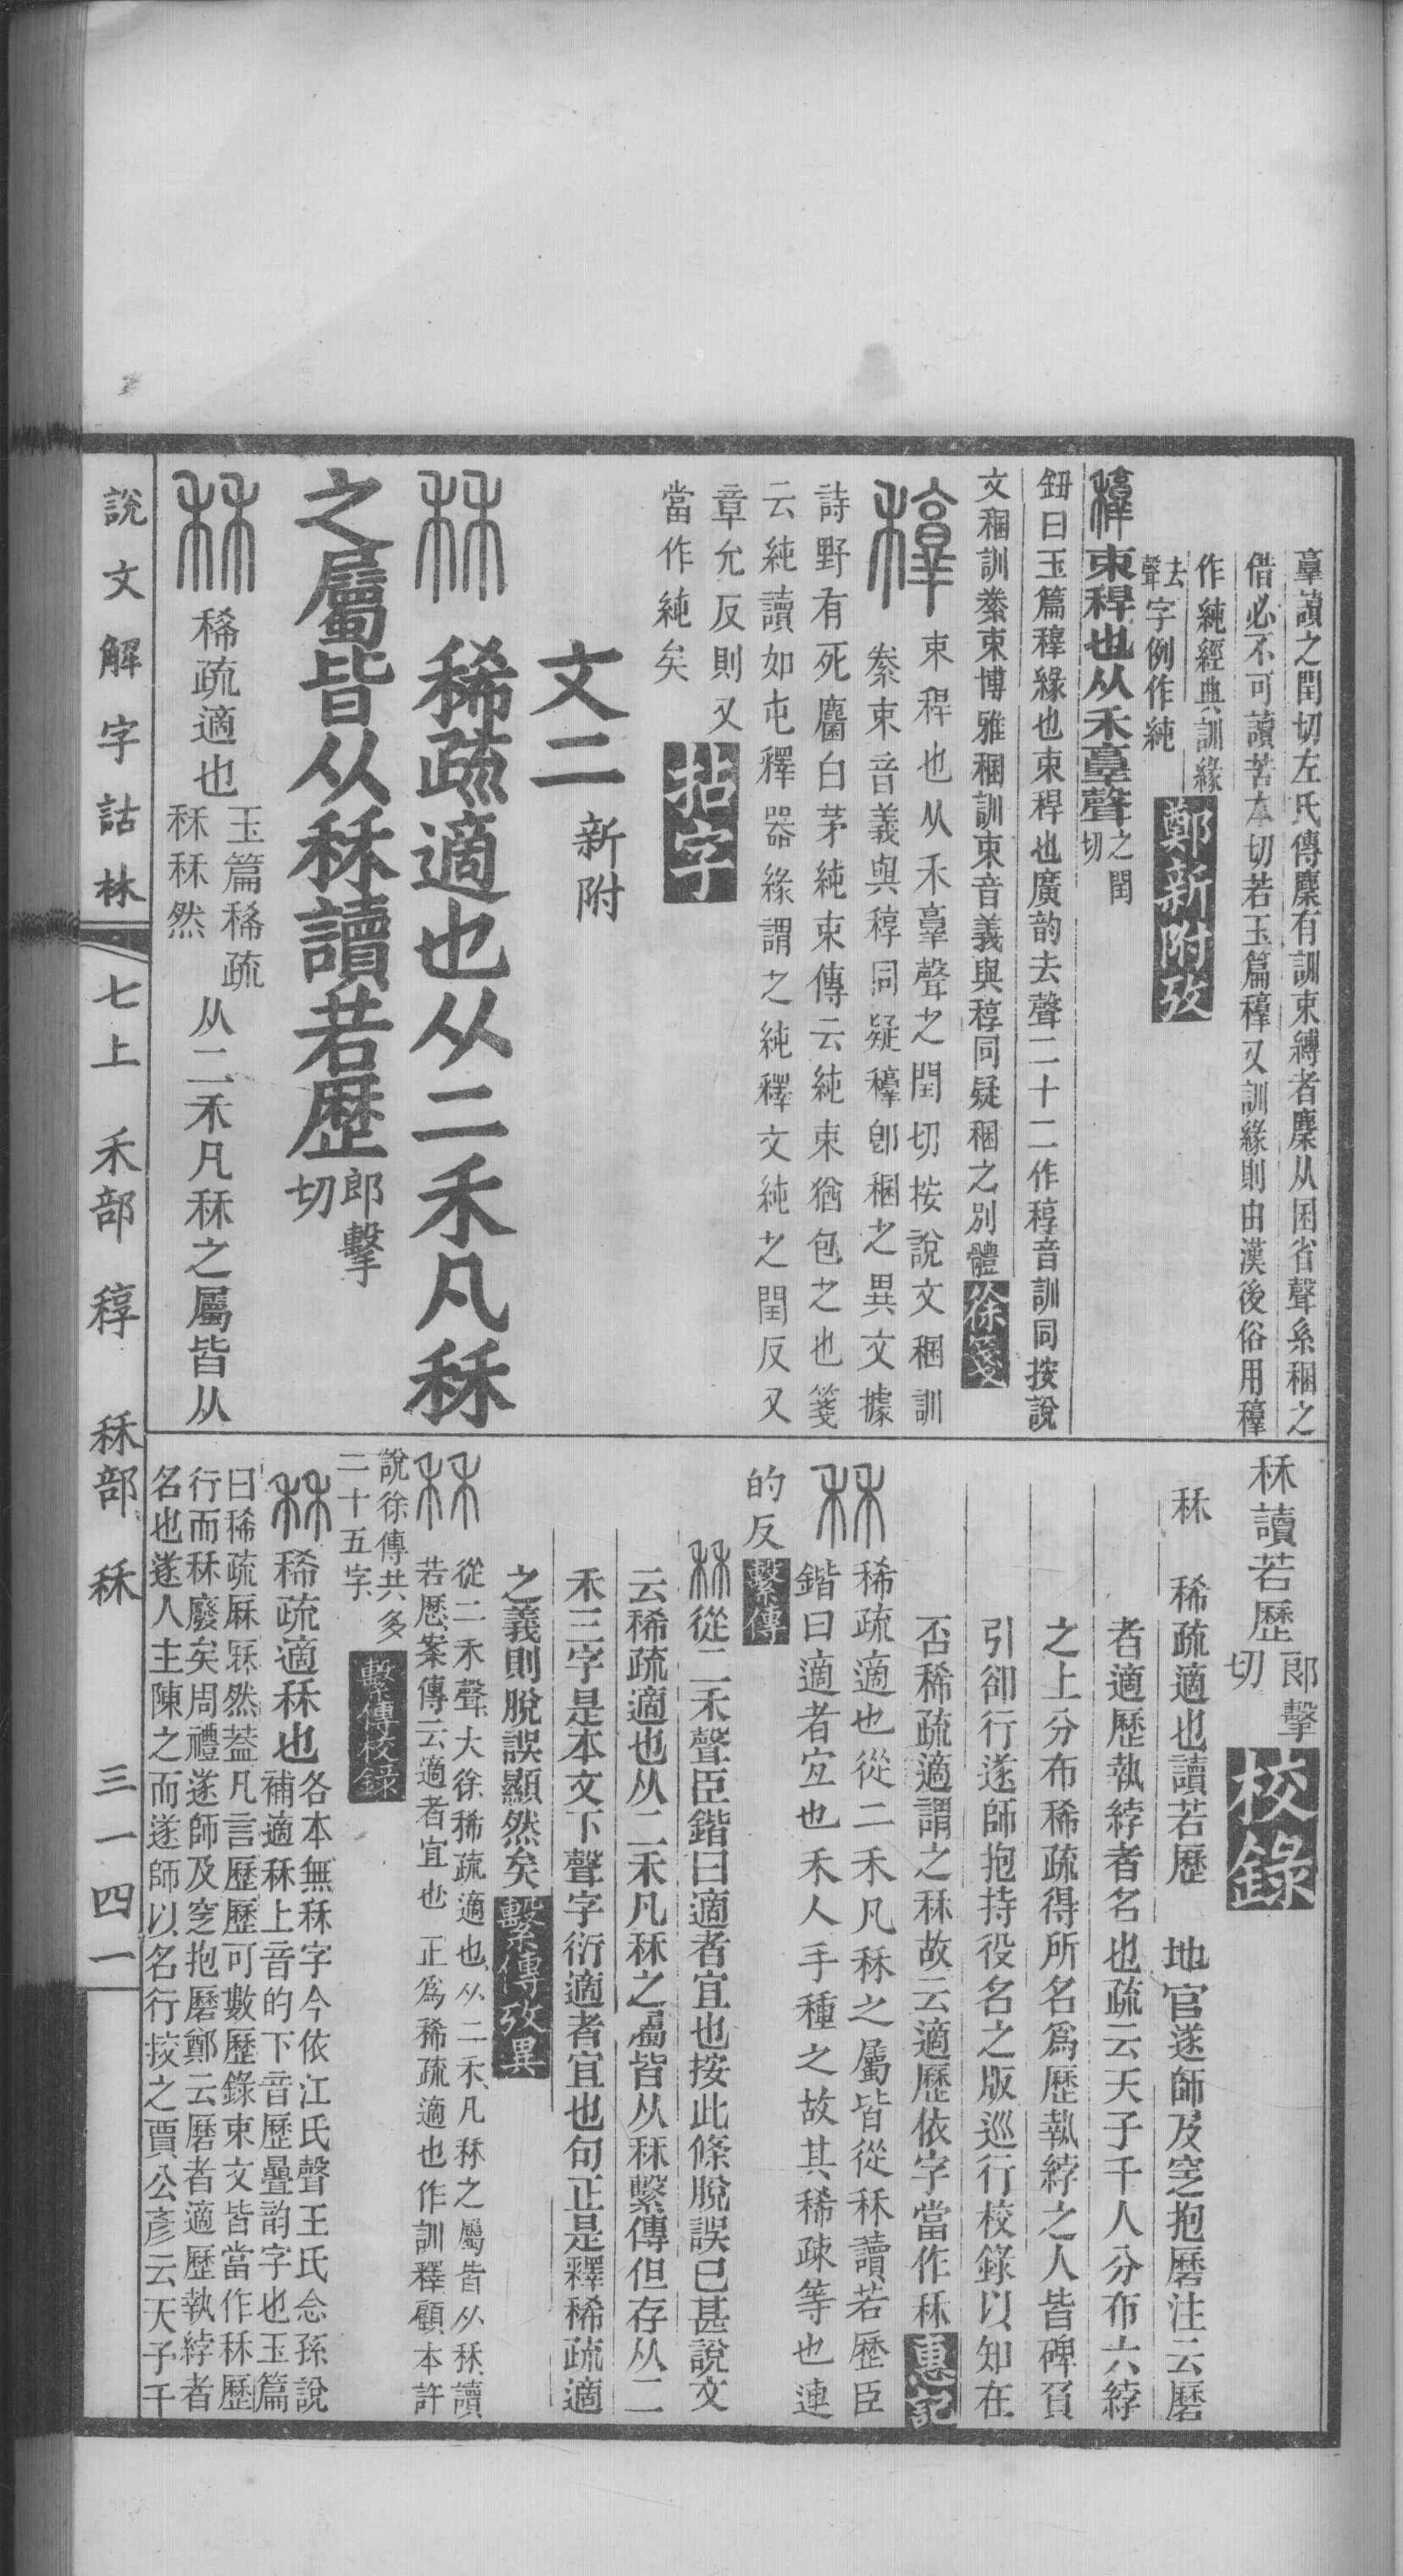 𦎫讀之閏切左氏傳麇有訓束縛者麇从囷省聲系稛之
借必不可讀苦本切若玉篇稕又訓緣則由漢後俗用稕
作純經典訓緣
去聲字例作純鄭新附攷
稕束稈也从禾𦎫聲之閏切
鈕曰玉篇稕緣也束稈也廣韵去聲二十二作稕音訓同按說
文稛訓絭束博雅稛訓束音義與稕同疑稛之別體徐箋
稕束稈也从禾𦎫聲之閏切按說文稛訓
絭束音義與稕同疑稕卽稛之異文據
詩野有死麕白茅純束傳云純束猶包之也箋
云純讀如屯釋器緣謂之純釋文純之閏反又
章允反則又
當作純矣拈字
文二新附
秝稀疏適也从二禾凡秝
之屬皆从秝讀若歷郎擊切
秝稀疏適也玉篇稀疏秝秝然从二禾凡秝之屬皆从
說文解字詁林 七上 禾部 稕 秝部 秝 三一四一
秝讀若歷郎擊切校錄
秝 稀疏適也讀若歷 地官遂師及窆抱磿注云磿
者適歷執綍者名也疏云天子千人分布六綍
之上分布稀疏得所名爲歷執綍之人皆碑負
引卻行遂師抱持役名之版巡行校錄以知在
否稀疏適謂之秝故云適歷依字當作秝惠記
秝稀疏適也從二禾凡秝之屬皆從秝讀若歷臣
鍇曰適者宜也禾人手種之故其稀疎等也連
的反繫傳
秝從二禾聲臣鍇曰適者宜也按此條脫誤已甚說文
云稀疏適也从二禾凡秝之屬皆从秝繫傳但存从二
禾三字是本文下聲字衍適者宜也句正是釋稀疏適
之義則脫誤顯然矣繫傳攷異
秝從二禾聲大徐稀疏適也从二禾凡秝之屬皆从秝讀
若歷案傳云適者宜也正爲稀疏適也作訓釋顧本許
說徐傳共多
二十五字繫傳校錄
秝稀疏適秝也各本無秝字今依江氏聲王氏念孫說
補適秝上音的下音歷曡韵字也玉篇
曰稀疏厤厤然蓋凡言歷歷可數歷錄束文皆當作秝歷
行而秝廢矣周禮遂師及窆抱磿鄭云磿者適歷執綍者
名也遂人主陳之而遂師以名行挍之賈公彥云天子千